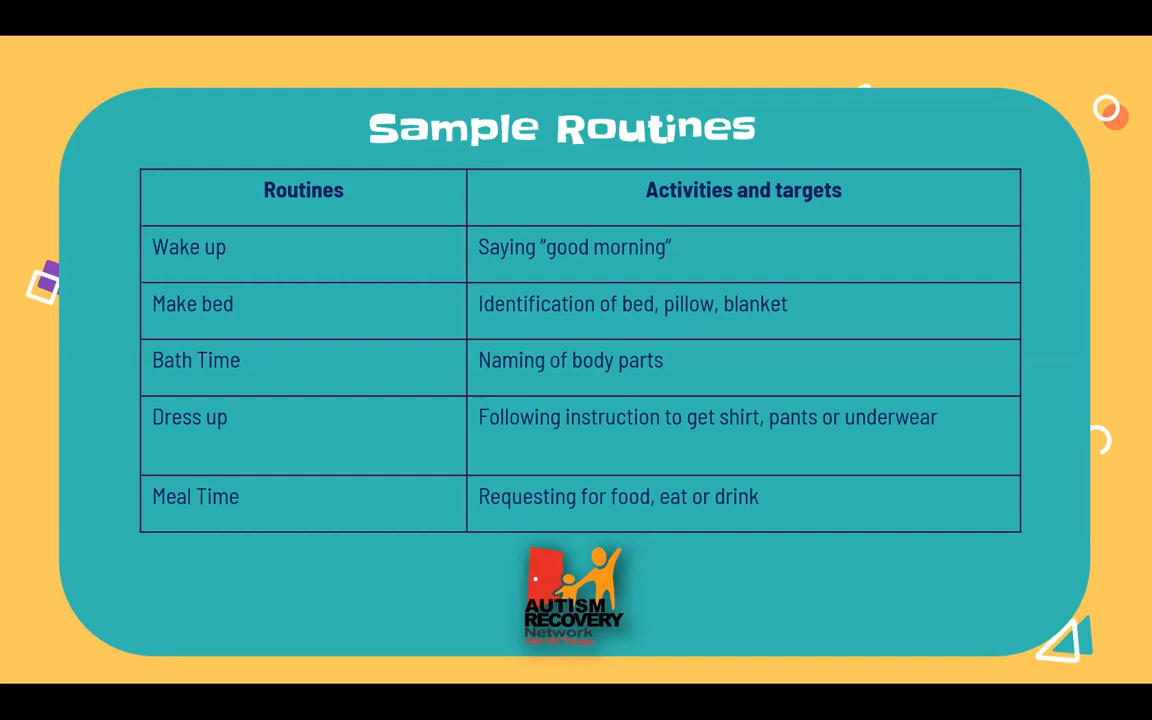 Sample Routines
Routines
Activities and targets
Wake up
Saying “good morning”
Make bed
Identification of bed, pillow, blanket
Bath Time
Naming of body parts
Dress up
Following instruction to get shirt, pants or underwear
Meal Time
Requesting for food, eat or drink
AUTISM
RECOVERY
Network